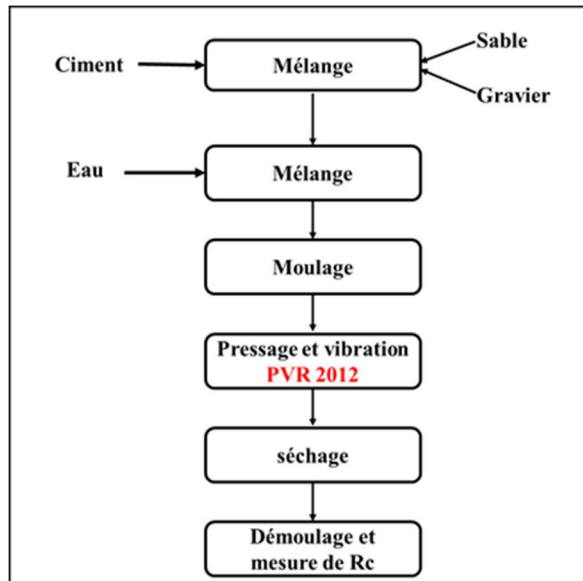 Sable
Ciment
Mélange
Gravier
Eau
Mélange
Moulage
Pressage et vibration
PVR 2012
séchage
Démoulage et
mesure de Rc